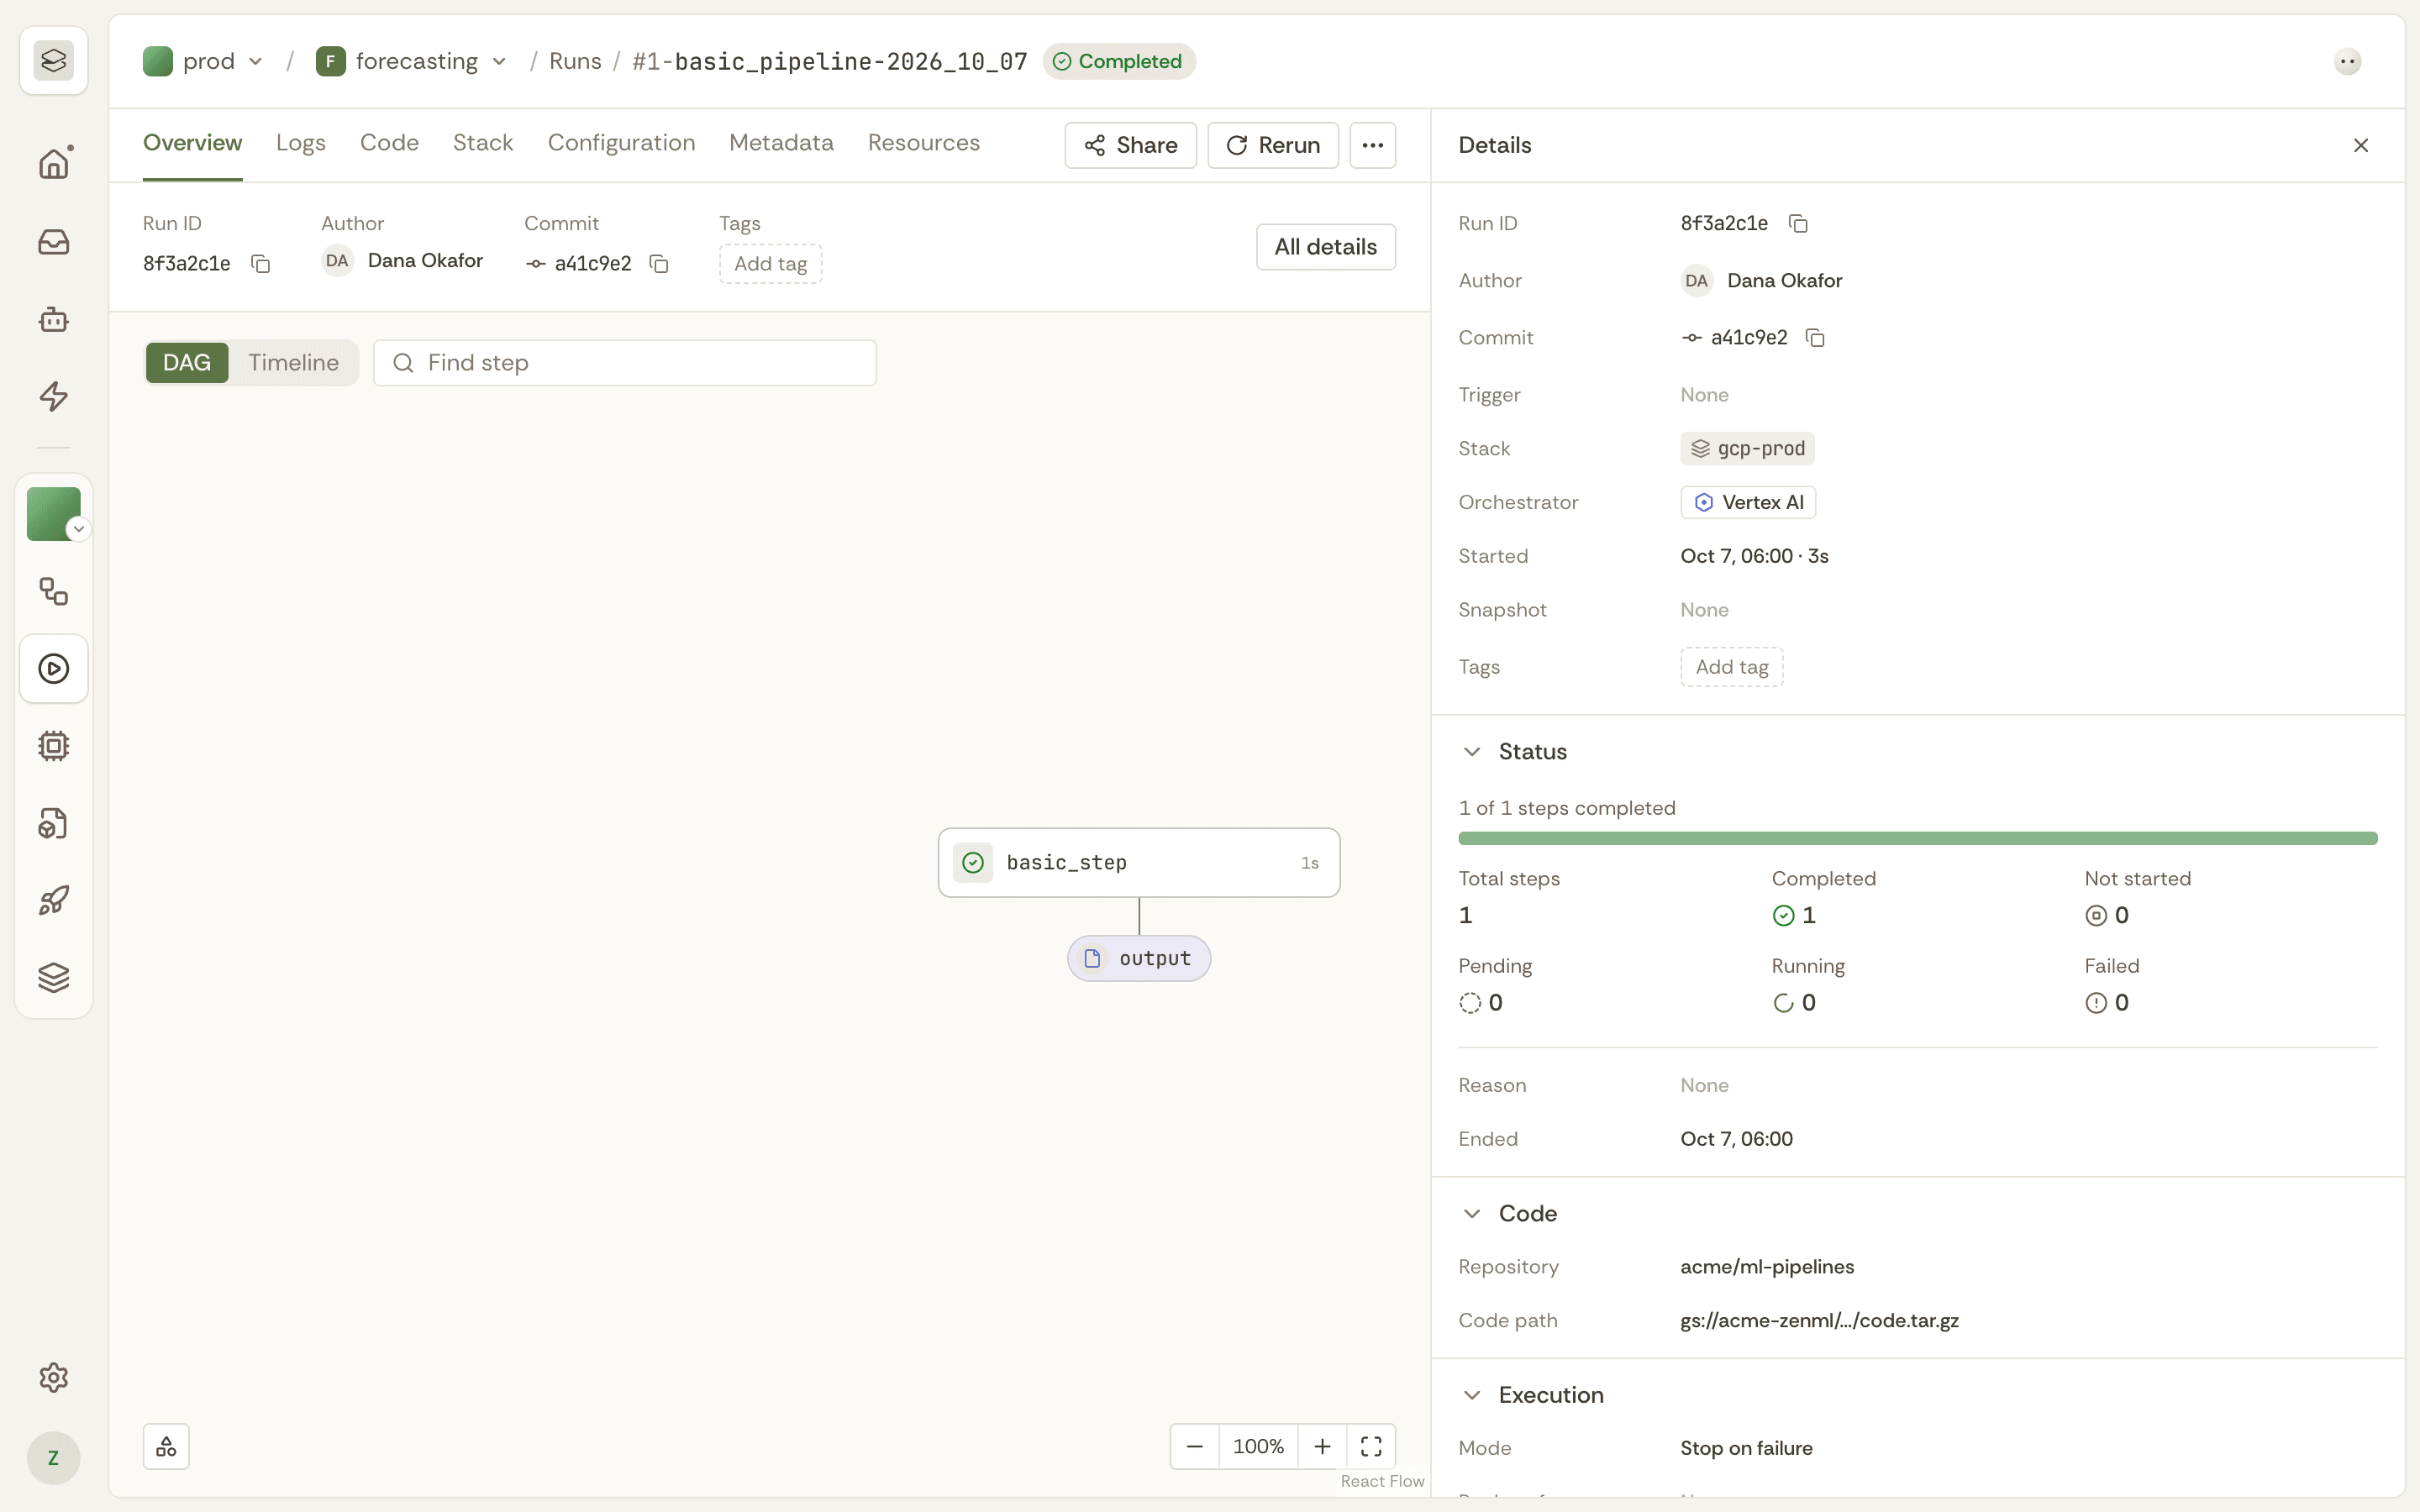 prod / F forecasting / Runs / #1-basic_pipeline-2026_10_07 Completed
Overview Logs Code Stack Configuration Metadata Resources Share Rerun
Run ID Author Commit Tags
8f3a2c1e DA Dana Okafor a41c9e2 Add tag All details
DAG Timeline Find step
basic_step 1s
output
100%
React Flow
Z
Details
Run ID 8f3a2c1e
Author DA Dana Okafor
Commit a41c9e2
Trigger None
Stack gcp-prod
Orchestrator Vertex AI
Started Oct 7, 06:00 · 3s
Snapshot None
Tags Add tag
Status
1 of 1 steps completed
Total steps Completed Not started
1 1 0
Pending Running Failed
0 0 0
Reason None
Ended Oct 7, 06:00
Code
Repository acme/ml-pipelines
Code path gs://acme-zenml/.../code.tar.gz
Execution
Mode Stop on failure